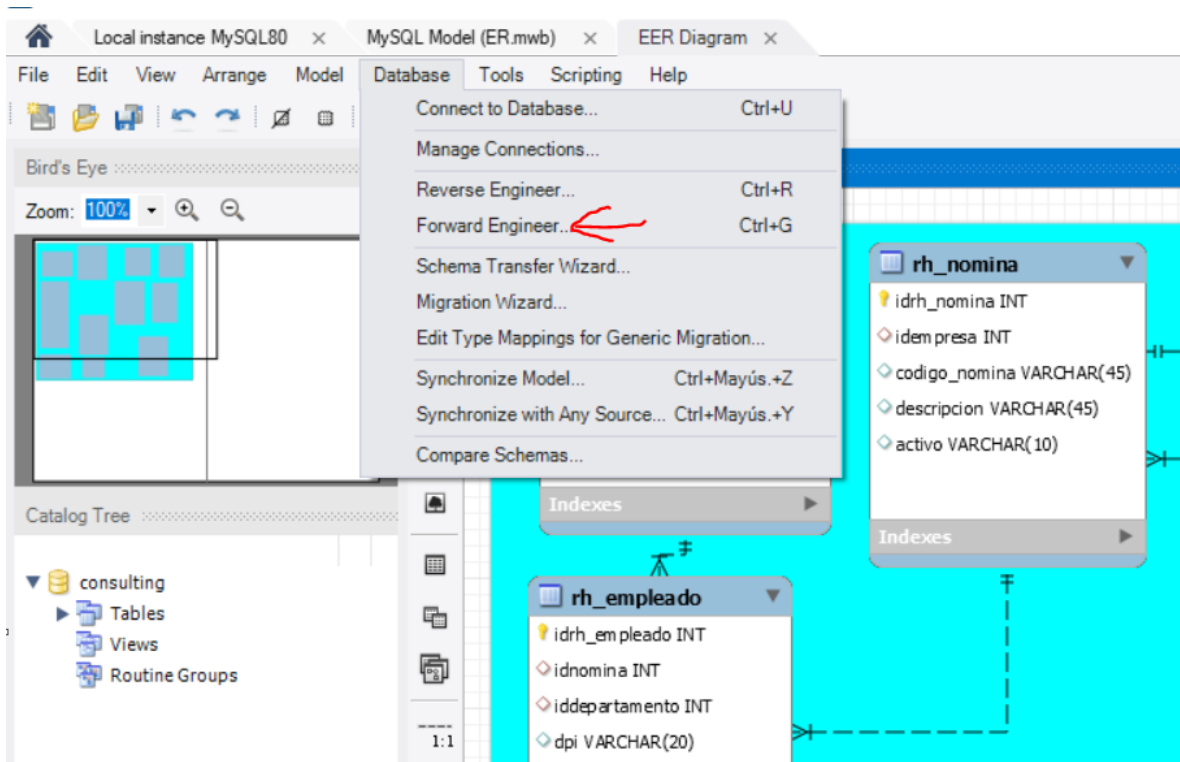 Local instance MySQL80 ×
MySQL Model (ER.mwb) ×
EER Diagram ×
File Edit View Arrange Model Database Tools Scripting Help
Connect to Database... Ctrl+U
Manage Connections...
Reverse Engineer... Ctrl+R
Forward Engineer... Ctrl+G
Schema Transfer Wizard...
Migration Wizard...
Edit Type Mappings for Generic Migration...
Synchronize Model... Ctrl+Mayús.+Z
Synchronize with Any Source... Ctrl+Mayús.+Y
Compare Schemas...
Bird's Eye
Zoom: 100%
Catalog Tree
consulting
Tables
Views
Routine Groups
1:1
Indexes
rh_empleado
idrh_empleado INT
idnomina INT
iddepartamento INT
dpi VARCHAR(20)
rh_nomina
idrh_nomina INT
idempresa INT
codigo_nomina VARCHAR(45)
descripcion VARCHAR(45)
activo VARCHAR(10)
Indexes